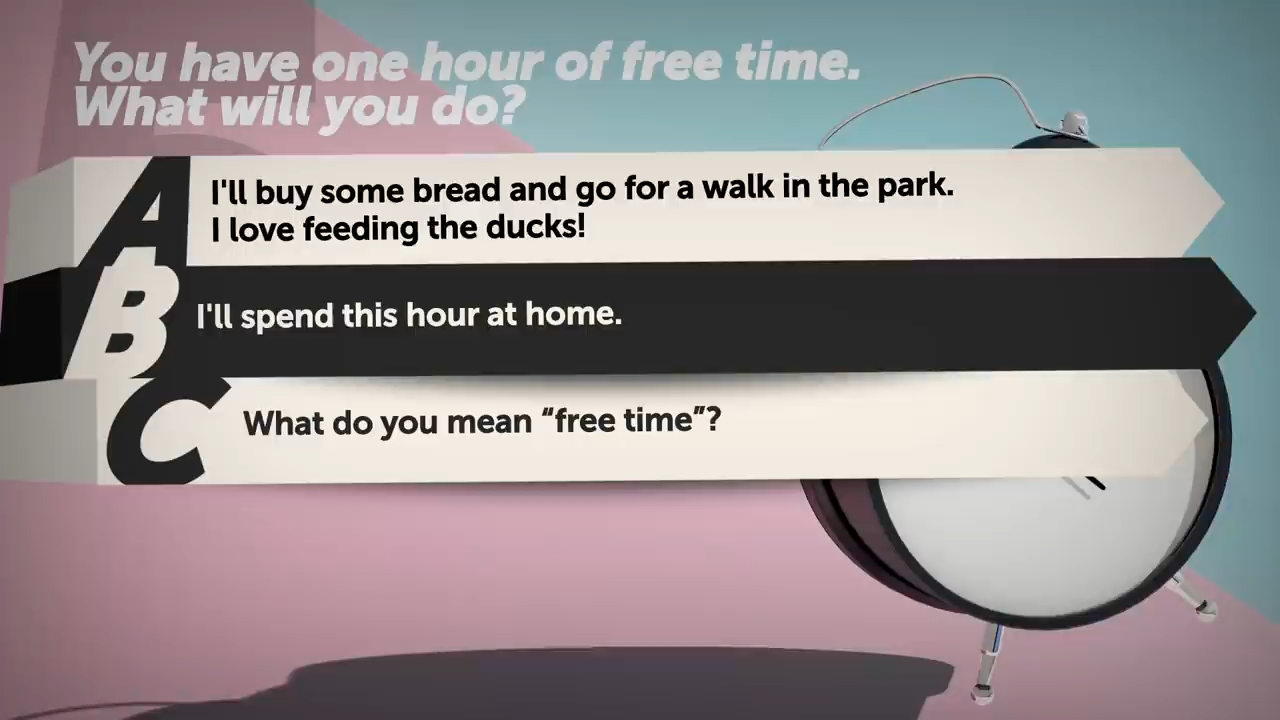 You have one hour of free time.
What will you do?
A
I'll buy some bread and go for a walk in the park.
I love feeding the ducks!
B
I'll spend this hour at home.
C
What do you mean “free time”?